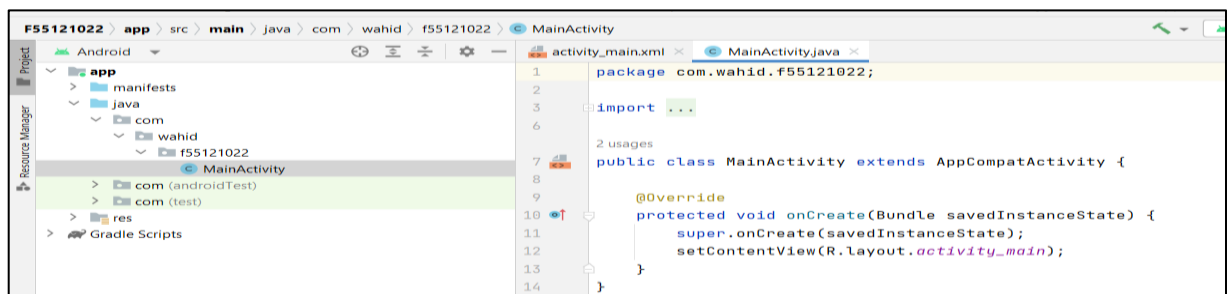 F55121022 > app > src > main > java > com > wahid > f55121022 > C MainActivity
Project
Resource Manager
Android
app
manifests
java
com
wahid
f55121022
C MainActivity
com (androidTest)
com (test)
res
Gradle Scripts
activity_main.xml × C MainActivity.java ×
1 package com.wahid.f55121022;
2
3 import ...
6
2 usages
7 public class MainActivity extends AppCompatActivity {
8
9 @Override
10 protected void onCreate(Bundle savedInstanceState) {
11 super.onCreate(savedInstanceState);
12 setContentView(R.layout.activity_main);
13 }
14 }